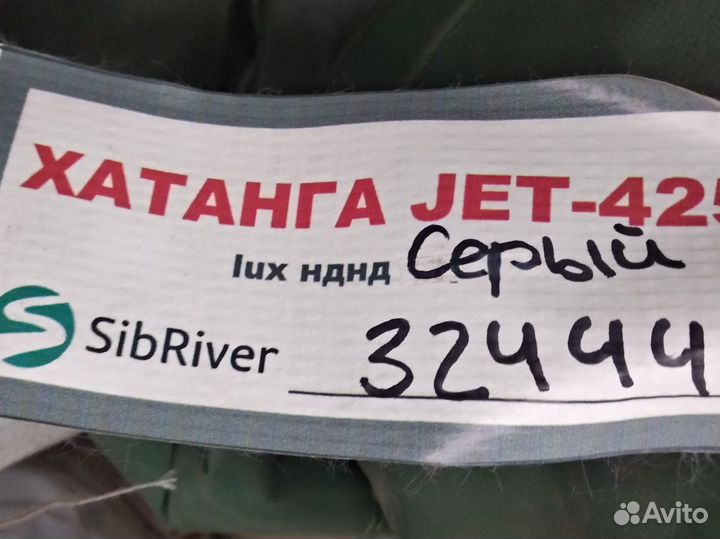 ХАТАНГА JET-425
lux нднд Серый
SibRiver 32444
Avito